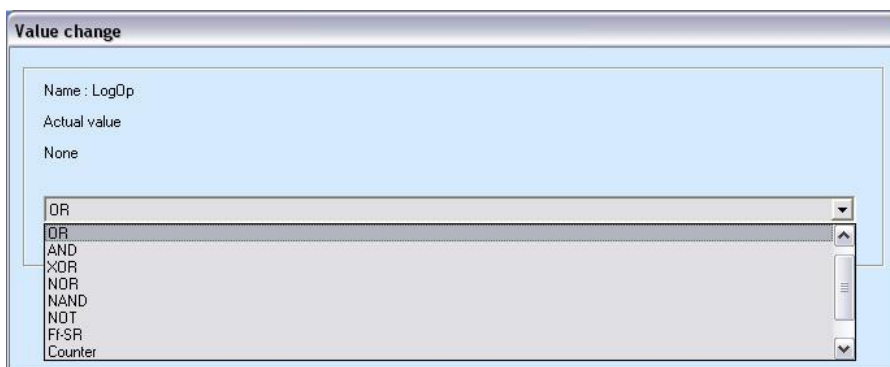 Value change
Name : LogOp
Actual value
None
OR
OR
AND
XOR
NOR
NAND
NOT
Ff-SR
Counter